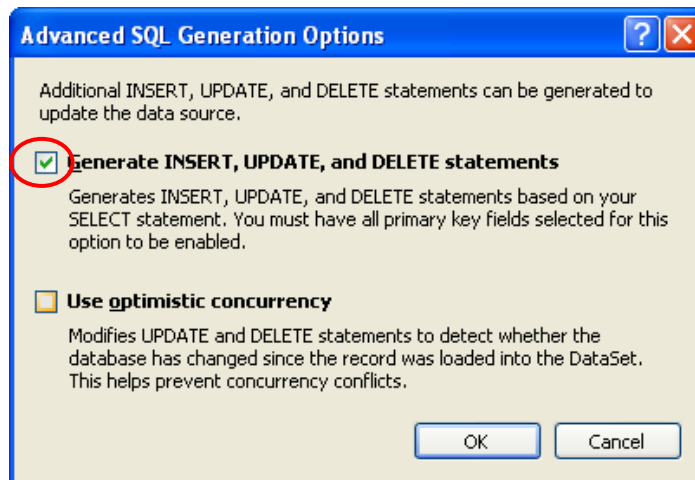 Advanced SQL Generation Options
Additional INSERT, UPDATE, and DELETE statements can be generated to
update the data source.
Generate INSERT, UPDATE, and DELETE statements
Generates INSERT, UPDATE, and DELETE statements based on your
SELECT statement. You must have all primary key fields selected for this
option to be enabled.
Use optimistic concurrency
Modifies UPDATE and DELETE statements to detect whether the
database has changed since the record was loaded into the DataSet.
This helps prevent concurrency conflicts.
OK Cancel